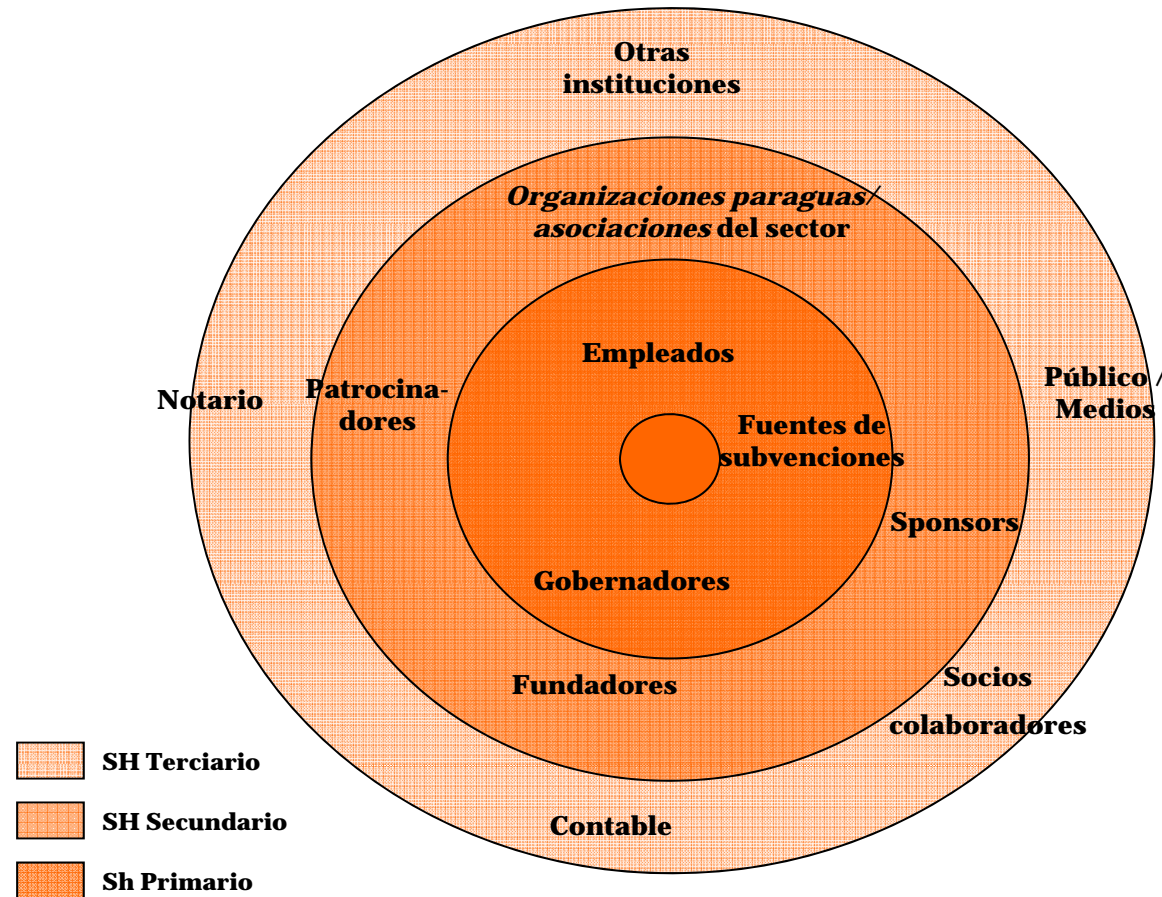 Otras
instituciones
Organizaciones paraguas/
asociaciones del sector
Empleados
Público /
Medios
Notario
Patrocina-
dores
Fuentes de
subvenciones
Sponsors
Gobernadores
Fundadores
Socios
colaboradores
SH Terciario
SH Secundario
Contable
Sh Primario